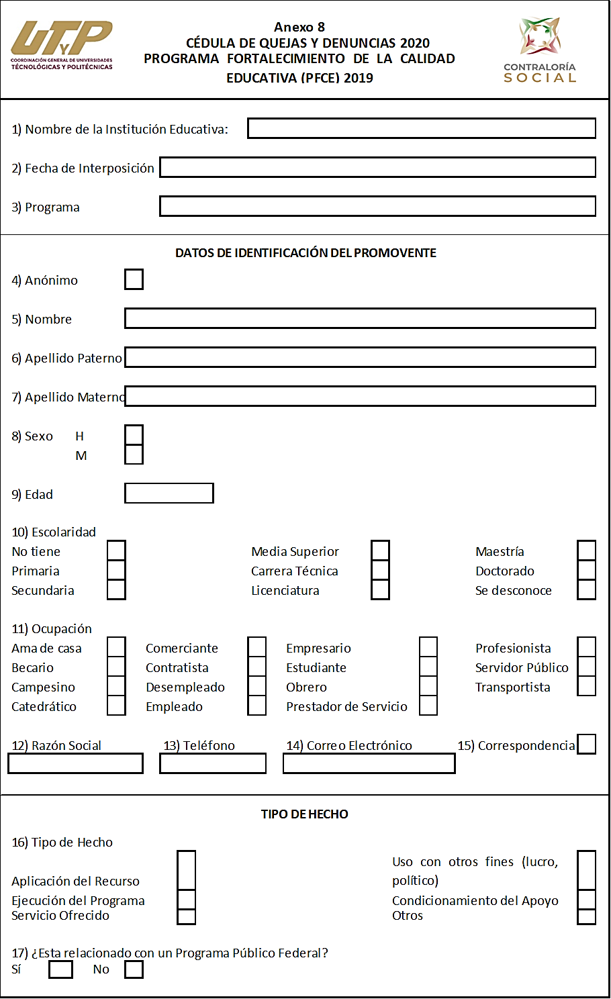 UTyP
COORDINACIÓN GENERAL DE UNIVERSIDADES
TECNOLÓGICAS Y POLITÉCNICAS
Anexo 8
CÉDULA DE QUEJAS Y DENUNCIAS 2020
PROGRAMA FORTALECIMIENTO DE LA CALIDAD
EDUCATIVA (PFCE) 2019
CONTRALORÍA
SOCIAL
1) Nombre de la Institución Educativa:
2) Fecha de Interposición
3) Programa
DATOS DE IDENTIFICACIÓN DEL PROMOVENTE
4) Anónimo
5) Nombre
6) Apellido Paterno
7) Apellido Materno
8) Sexo H
M
9) Edad
10) Escolaridad
No tiene Media Superior Maestría
Primaria Carrera Técnica Doctorado
Secundaria Licenciatura Se desconoce
11) Ocupación
Ama de casa Comerciante Empresario Profesionista
Becario Contratista Estudiante Servidor Público
Campesino Desempleado Obrero Transportista
Catedrático Empleado Prestador de Servicio
12) Razón Social 13) Teléfono 14) Correo Electrónico 15) Correspondencia
TIPO DE HECHO
16) Tipo de Hecho
Uso con otros fines (lucro,
Aplicación del Recurso político)
Ejecución del Programa Condicionamiento del Apoyo
Servicio Ofrecido Otros
17) ¿Esta relacionado con un Programa Público Federal?
Sí No